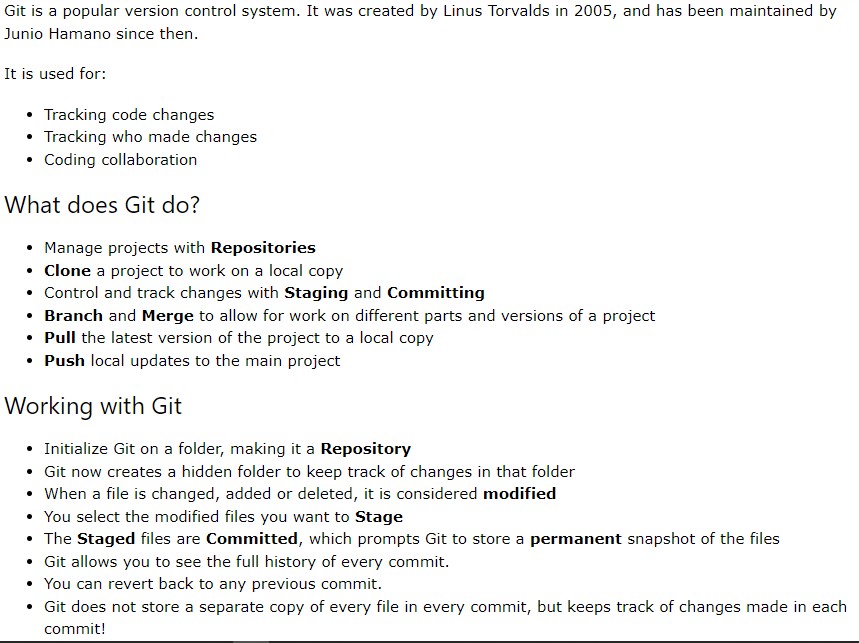 Git is a popular version control system. It was created by Linus Torvalds in 2005, and has been maintained by
Junio Hamano since then.
It is used for:
• Tracking code changes
• Tracking who made changes
• Coding collaboration
What does Git do?
• Manage projects with Repositories
• Clone a project to work on a local copy
• Control and track changes with Staging and Committing
• Branch and Merge to allow for work on different parts and versions of a project
• Pull the latest version of the project to a local copy
• Push local updates to the main project
Working with Git
• Initialize Git on a folder, making it a Repository
• Git now creates a hidden folder to keep track of changes in that folder
• When a file is changed, added or deleted, it is considered modified
• You select the modified files you want to Stage
• The Staged files are Committed, which prompts Git to store a permanent snapshot of the files
• Git allows you to see the full history of every commit.
• You can revert back to any previous commit.
• Git does not store a separate copy of every file in every commit, but keeps track of changes made in each
commit!